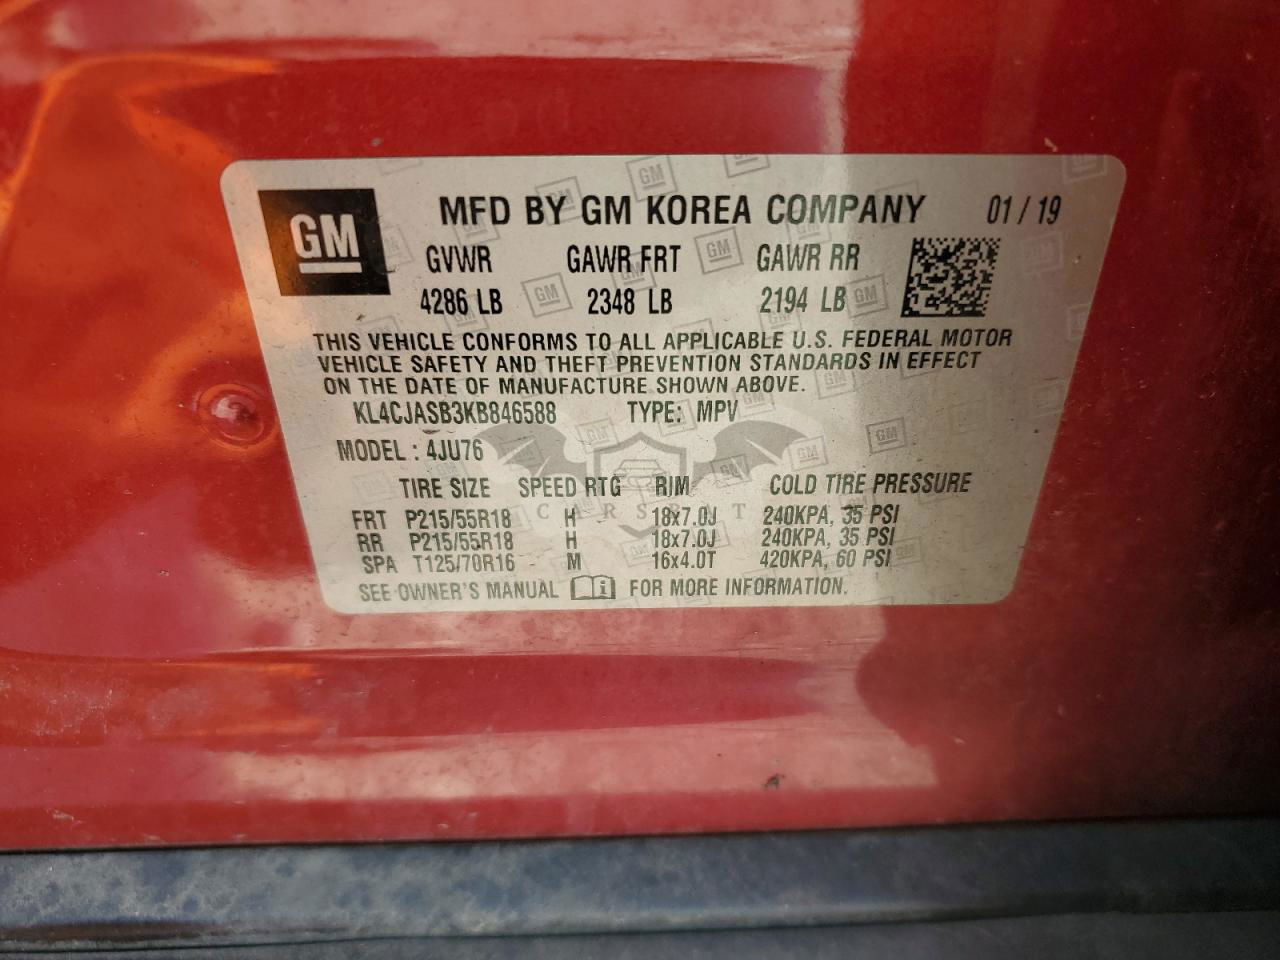 GM
MFD BY GM KOREA COMPANY 01 / 19
GVWR GAWR FRT GAWR RR
4286 LB 2348 LB 2194 LB
THIS VEHICLE CONFORMS TO ALL APPLICABLE U.S. FEDERAL MOTOR
VEHICLE SAFETY AND THEFT PREVENTION STANDARDS IN EFFECT
ON THE DATE OF MANUFACTURE SHOWN ABOVE.
KL4CJASB3KB846588 TYPE: MPV
MODEL : 4JU76
TIRE SIZE SPEED RTG RIM COLD TIRE PRESSURE
FRT P215/55R18 H 18x7.0J 240KPA, 35 PSI
RR P215/55R18 H 18x7.0J 240KPA, 35 PSI
SPA T125/70R16 M 16x4.0T 420KPA, 60 PSI
SEE OWNER'S MANUAL FOR MORE INFORMATION.